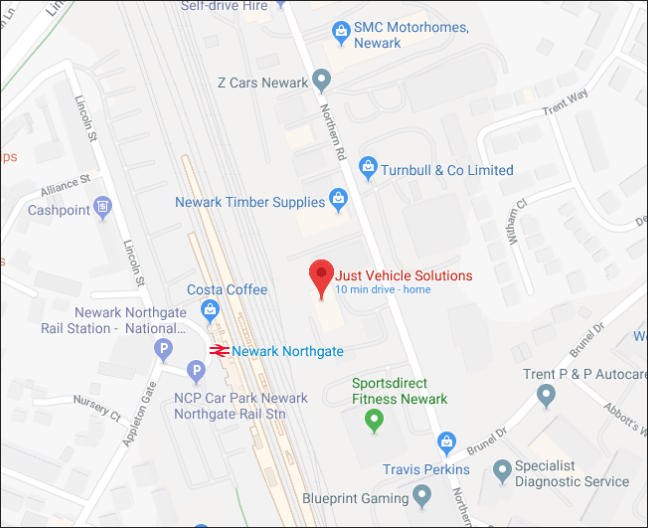 Self-drive Hire
SMC Motorhomes,
Newark
Z Cars Newark
Northern Rd
Trent Way
Lincoln St
Turnbull & Co Limited
Alliance St
Newark Timber Supplies
Cashpoint
Witham Cl
Lincoln St
Just Vehicle Solutions
10 min drive - home
Costa Coffee
Newark Northgate
Rail Station - National...
Newark Northgate
Brunel Dr
Trent P & P Autocare
NCP Car Park Newark
Northgate Rail Stn
Sportsdirect
Fitness Newark
Nursery Ct
Appleton Gate
Abbott's W
Brunel Dr
Travis Perkins
Specialist
Diagnostic Service
Blueprint Gaming
Northern